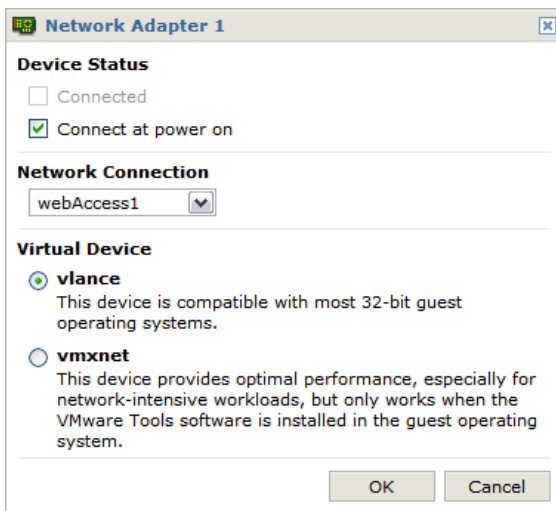 Network Adapter 1
Device Status
Connected
Connect at power on
Network Connection
webAccess1
Virtual Device
vlance
This device is compatible with most 32-bit guest
operating systems.
vmxnet
This device provides optimal performance, especially for
network-intensive workloads, but only works when the
VMware Tools software is installed in the guest operating
system.
OK Cancel